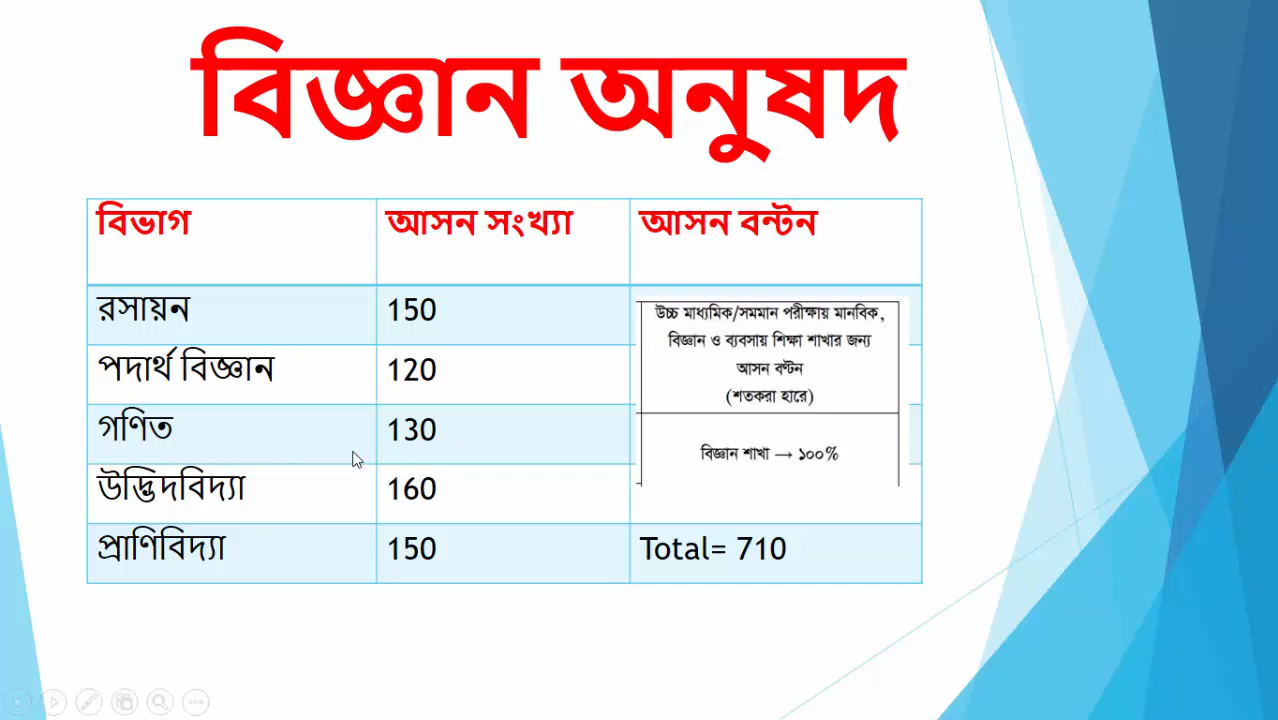 বিজ্ঞান অনুষদ
বিভাগ আসন সংখ্যা আসন বন্টন
রসায়ন 150
উচ্চ মাধ্যমিক/সমমান পরীক্ষায় মানবিক,
বিজ্ঞান ও ব্যবসায় শিক্ষা শাখার জন্য
আসন বণ্টন
(শতকরা হারে)
পদার্থ বিজ্ঞান 120
গণিত 130
বিজ্ঞান শাখা → ১০০%
উদ্ভিদবিদ্যা 160
প্রাণিবিদ্যা 150 Total= 710